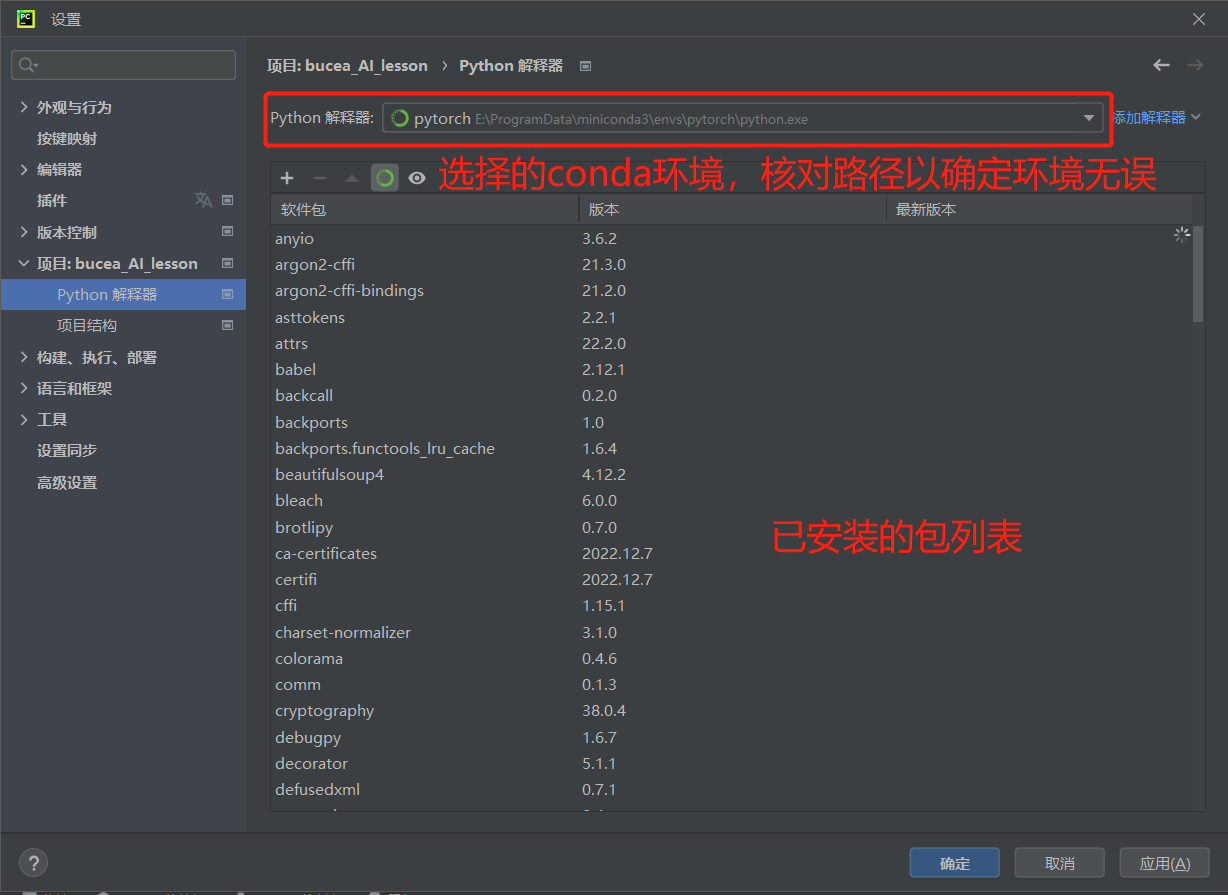 PC
设置
项目: bucea_AI_lesson › Python 解释器
外观与行为
按键映射
编辑器
插件
版本控制
项目: bucea_AI_lesson
Python 解释器
项目结构
构建、执行、部署
语言和框架
工具
设置同步
高级设置
Python 解释器: pytorch E:\ProgramData\miniconda3\envs\pytorch\python.exe 添加解释器
选择的conda环境，核对路径以确定环境无误
软件包 版本 最新版本
anyio 3.6.2
argon2-cffi 21.3.0
argon2-cffi-bindings 21.2.0
asttokens 2.2.1
attrs 22.2.0
babel 2.12.1
backcall 0.2.0
backports 1.0
backports.functools_lru_cache 1.6.4
beautifulsoup4 4.12.2
bleach 6.0.0
brotlipy 0.7.0
已安装的包列表
ca-certificates 2022.12.7
certifi 2022.12.7
cffi 1.15.1
charset-normalizer 3.1.0
colorama 0.4.6
comm 0.1.3
cryptography 38.0.4
debugpy 1.6.7
decorator 5.1.1
defusedxml 0.7.1
? 确定 取消 应用(A)